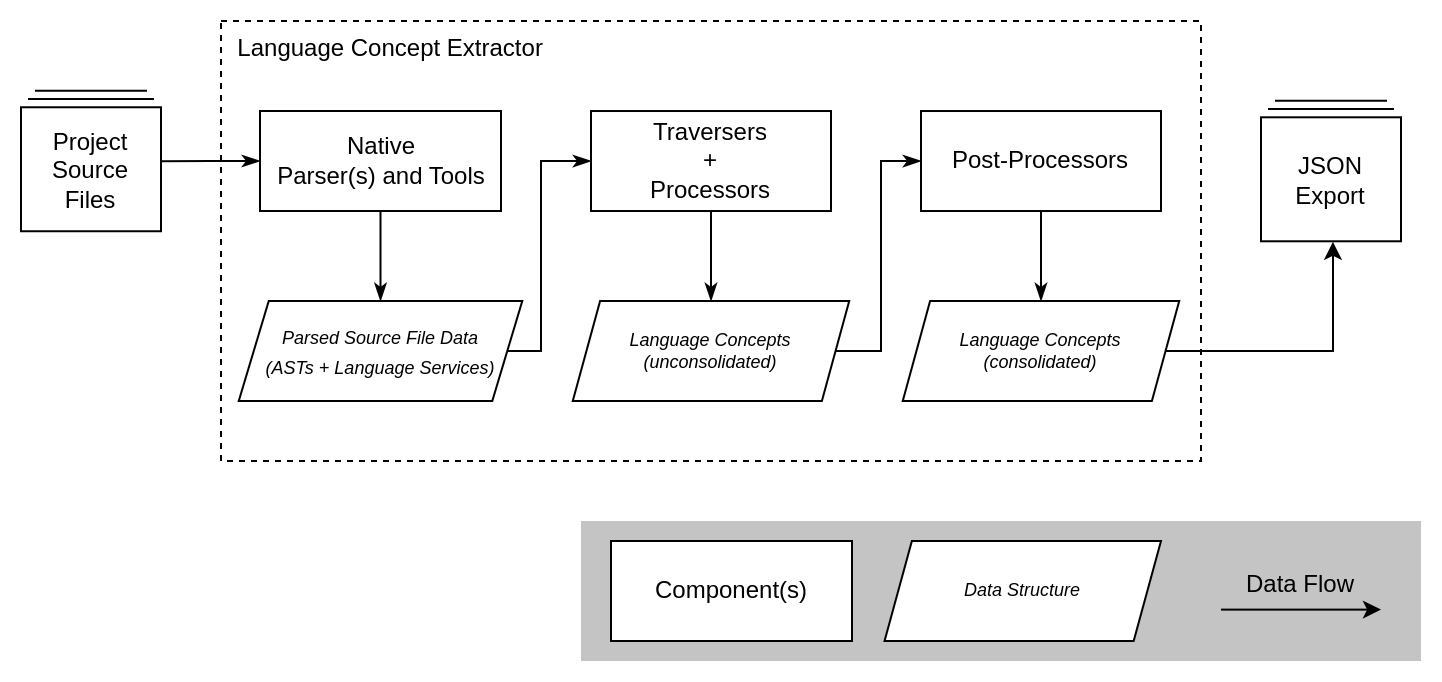 Language Concept Extractor
Project
Source
Files
Native
Parser(s) and Tools
Traversers
+
Processors
Post-Processors
JSON
Export
Parsed Source File Data
(ASTs + Language Services)
Language Concepts
(unconsolidated)
Language Concepts
(consolidated)
Component(s)
Data Structure
Data Flow